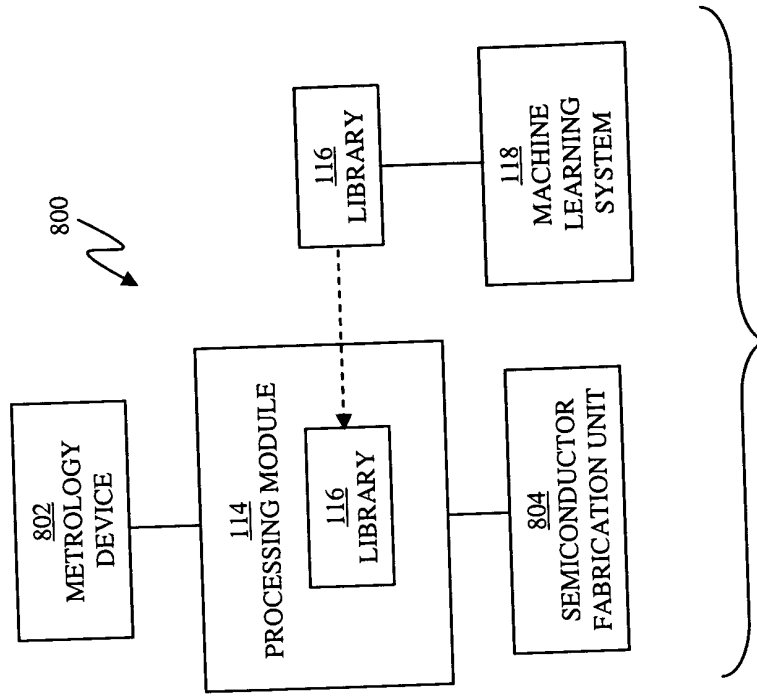 800
802
METROLOGY
DEVICE
114
PROCESSING MODULE
116
LIBRARY
804
SEMICONDUCTOR
FABRICATION UNIT
116
LIBRARY
118
MACHINE
LEARNING
SYSTEM